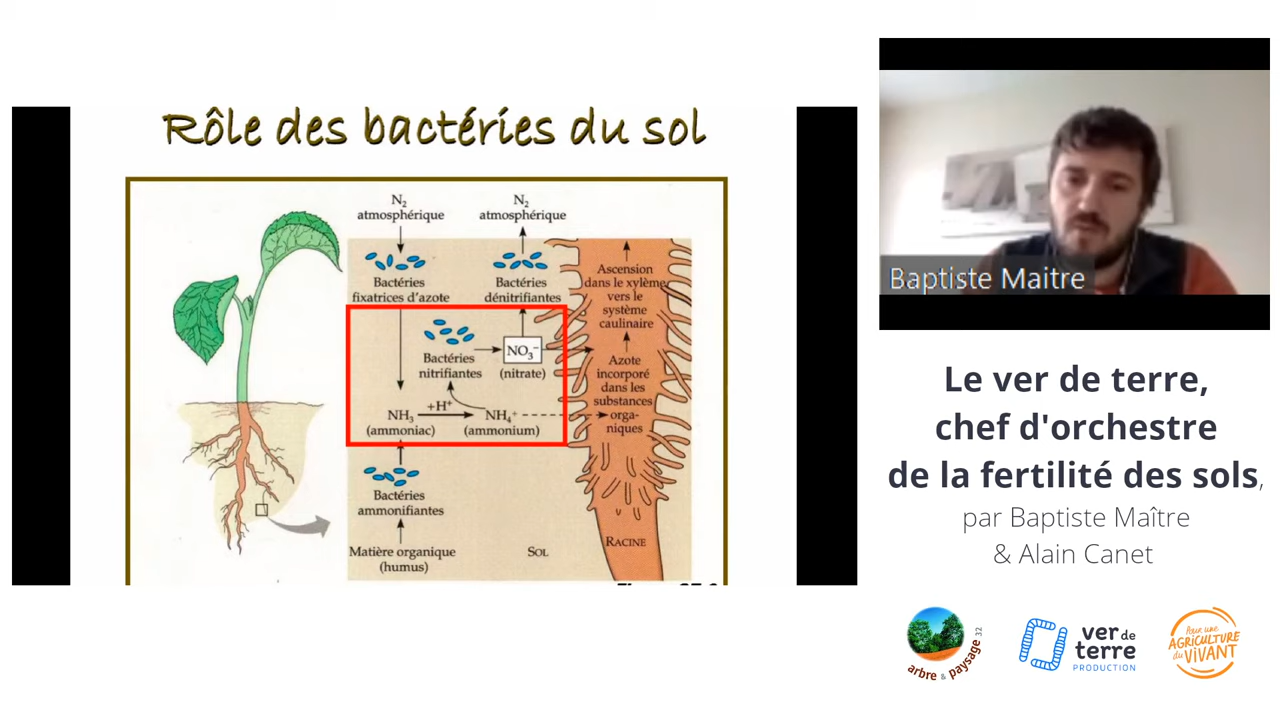 Rôle des bactéries du sol
N2
atmosphérique
N2
atmosphérique
Bactéries
fixatrices d'azote
Bactéries
dénitrifiantes
Ascension
dans le xylème
vers le
système
caulinaire
Bactéries
nitrifiantes
NO3-
(nitrate)
Azote
incorporé
dans les
substances
orga-
niques
NH3
(ammoniac)
+H+
NH4+
(ammonium)
Bactéries
ammonifiantes
Matière organique
(humus)
SOL
RACINE
Baptiste Maitre
Le ver de terre,
chef d'orchestre
de la fertilité des sols,
par Baptiste Maître
& Alain Canet
arbre & paysage 32
ver de
terre
PRODUCTION
Pour une
AGRICULTURE
du VIVANT